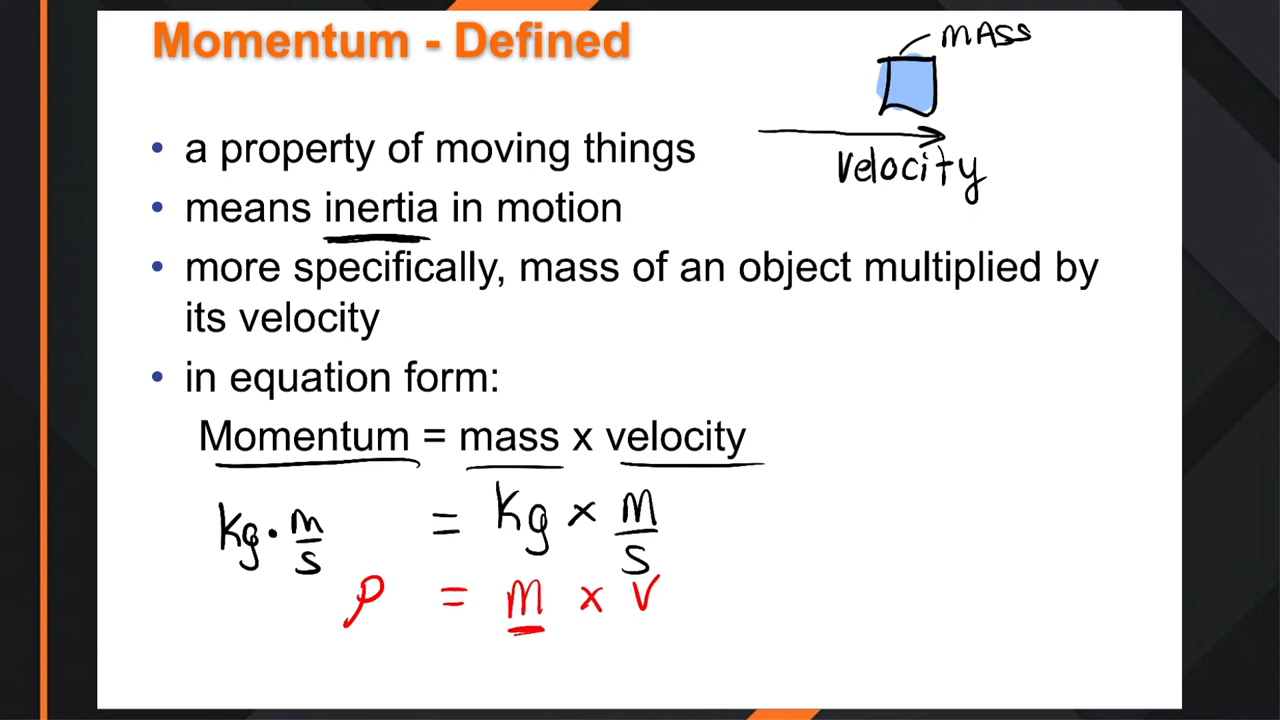 Momentum - Defined
MASS
velocity
• a property of moving things
• means inertia in motion
• more specifically, mass of an object multiplied by
its velocity
• in equation form:
Momentum = mass x velocity
kg · m/s = kg × m/s
p = m × v